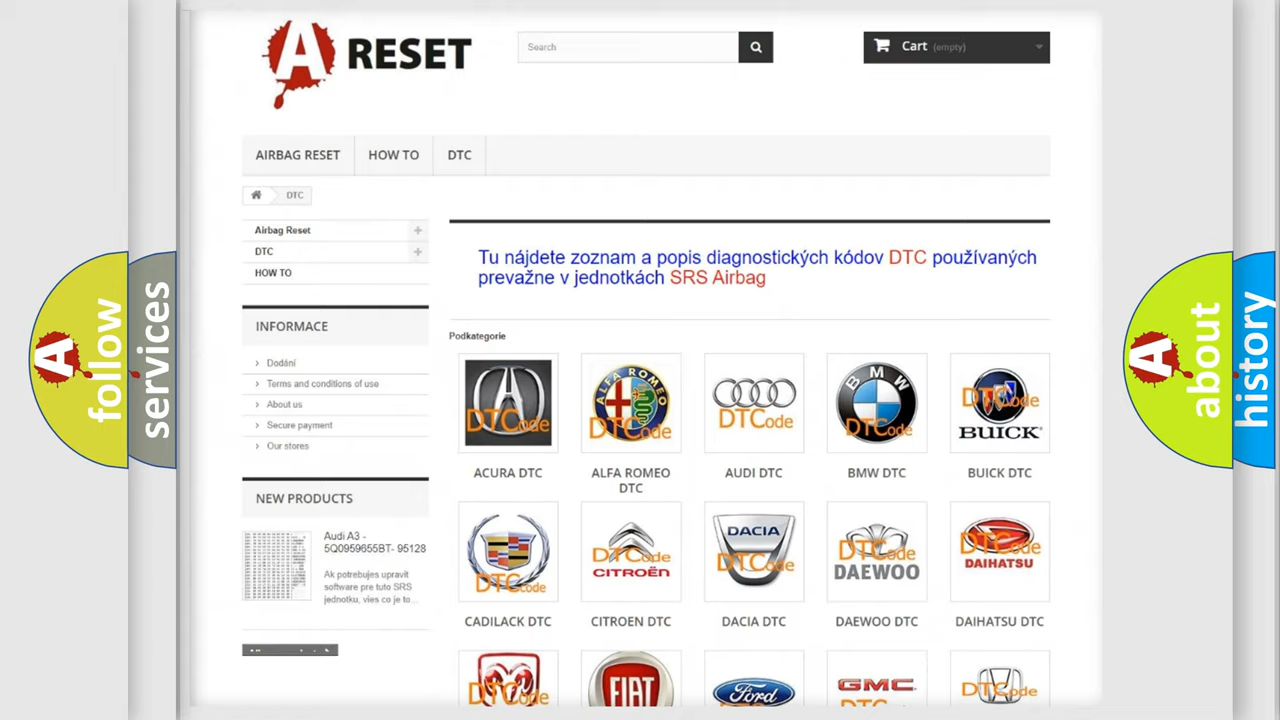 A RESET
Search
Cart (empty)
AIRBAG RESET
HOW TO
DTC
DTC
Airbag Reset
DTC
HOW TO
Tu nájdete zoznam a popis diagnostických kódov DTC používaných
prevažne v jednotkách SRS Airbag
INFORMACE
Dodání
Terms and conditions of use
About us
Secure payment
Our stores
Podkategorie
DTCode
ALFA ROMEO
DTCode
DTCode
BMW
DTCode
DTCode
BUICK
ACURA DTC
ALFA ROMEO
DTC
AUDI DTC
BMW DTC
BUICK DTC
NEW PRODUCTS
Audi A3 -
5Q0959655BT- 95128
Ak potrebujes upravit
software pre tuto SRS
jednotku, vies co je to...
DTCode
DTCode
CITROËN
DACIA
DTCode
DTCode
DAEWOO
DTCode
DAIHATSU
CADILACK DTC
CITROEN DTC
DACIA DTC
DAEWOO DTC
DAIHATSU DTC
DTCode
FIAT
Ford
GMC
DTCode
A follow
services
A about
history